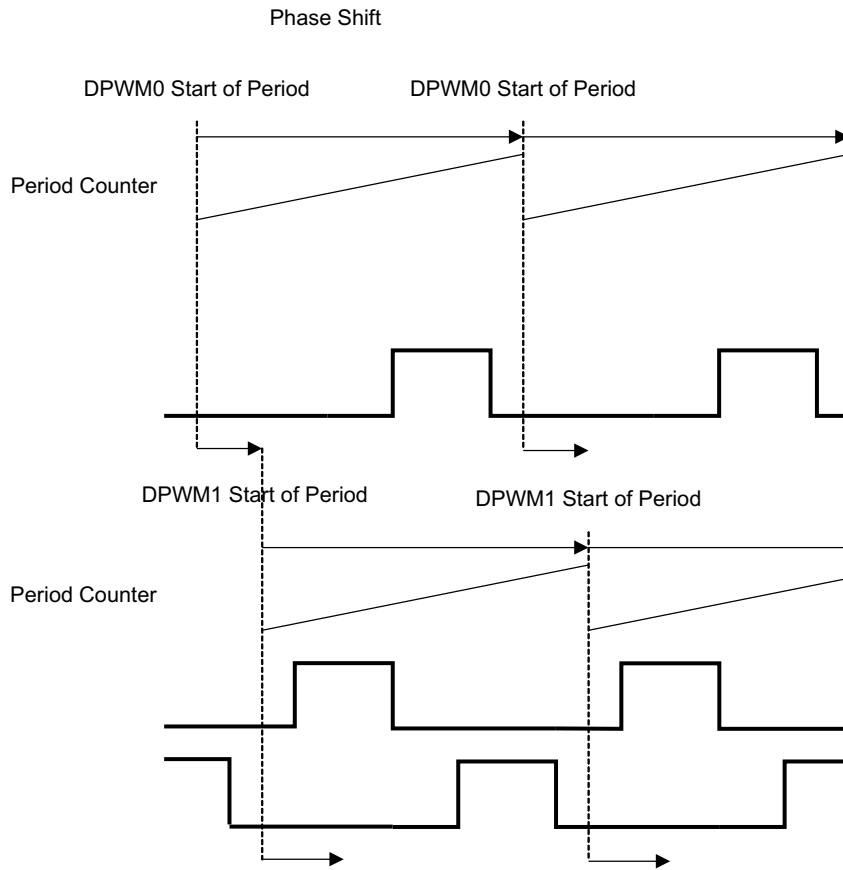 Phase Shift
DPWM0 Start of Period
DPWM0 Start of Period
Period Counter
DPWM1 Start of Period
DPWM1 Start of Period
Period Counter